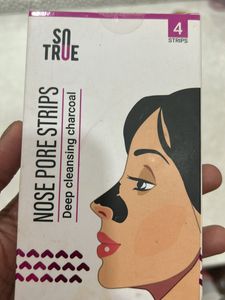 SO
TRUE
4
STRIPS
NOSE PORE STRIPS
Deep cleansing charcoal